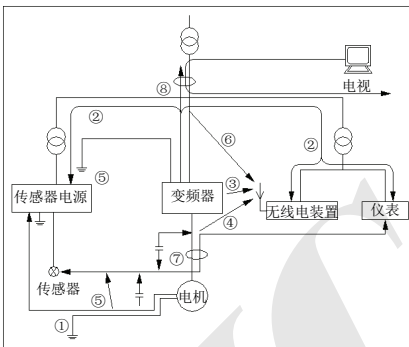 电视
⑧
②
⑥
②
⑤
传感器电源
变频器
③
无线电装置
仪表
④
⑦
传感器
⑤
电机
①